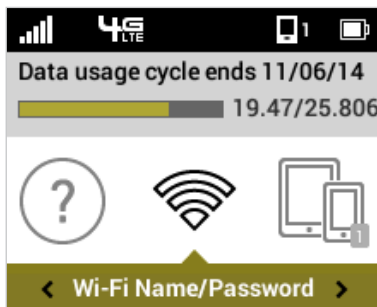 4G LTE 1
Data usage cycle ends 11/06/14
19.47/25.806
?
1
Wi-Fi Name/Password